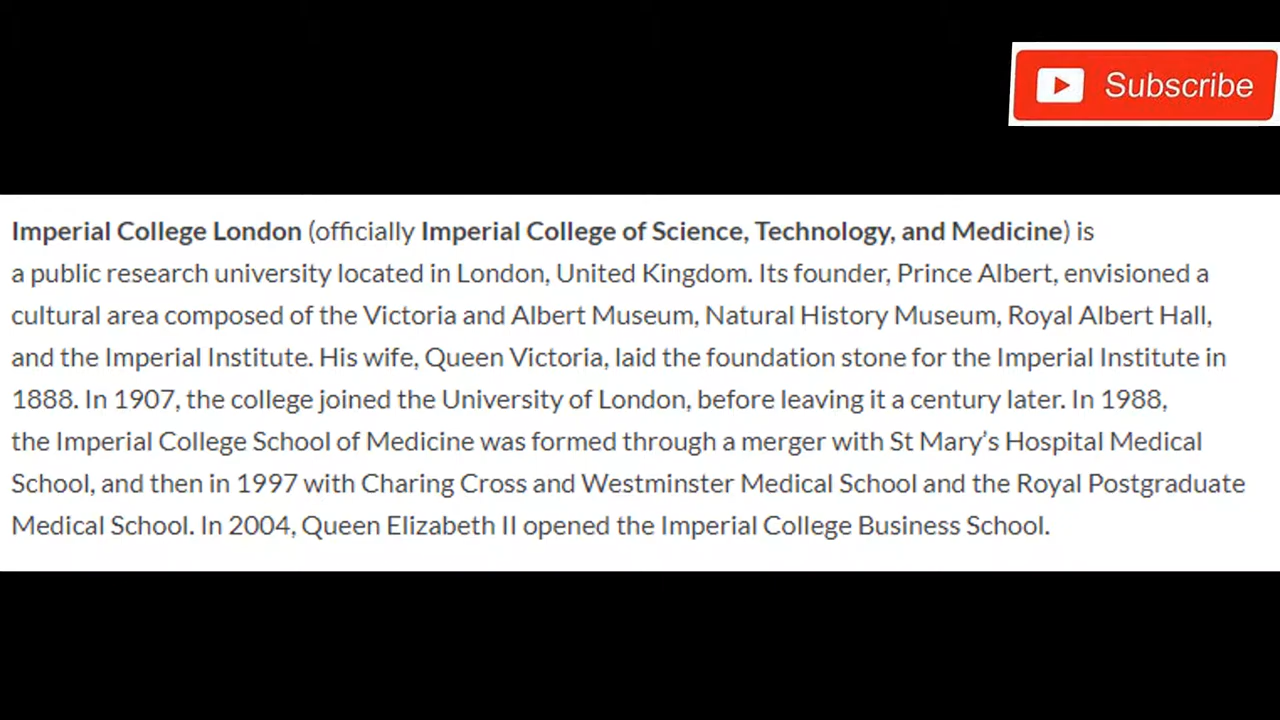 Subscribe
Imperial College London (officially Imperial College of Science, Technology, and Medicine) is
a public research university located in London, United Kingdom. Its founder, Prince Albert, envisioned a
cultural area composed of the Victoria and Albert Museum, Natural History Museum, Royal Albert Hall,
and the Imperial Institute. His wife, Queen Victoria, laid the foundation stone for the Imperial Institute in
1888. In 1907, the college joined the University of London, before leaving it a century later. In 1988,
the Imperial College School of Medicine was formed through a merger with St Mary’s Hospital Medical
School, and then in 1997 with Charing Cross and Westminster Medical School and the Royal Postgraduate
Medical School. In 2004, Queen Elizabeth II opened the Imperial College Business School.